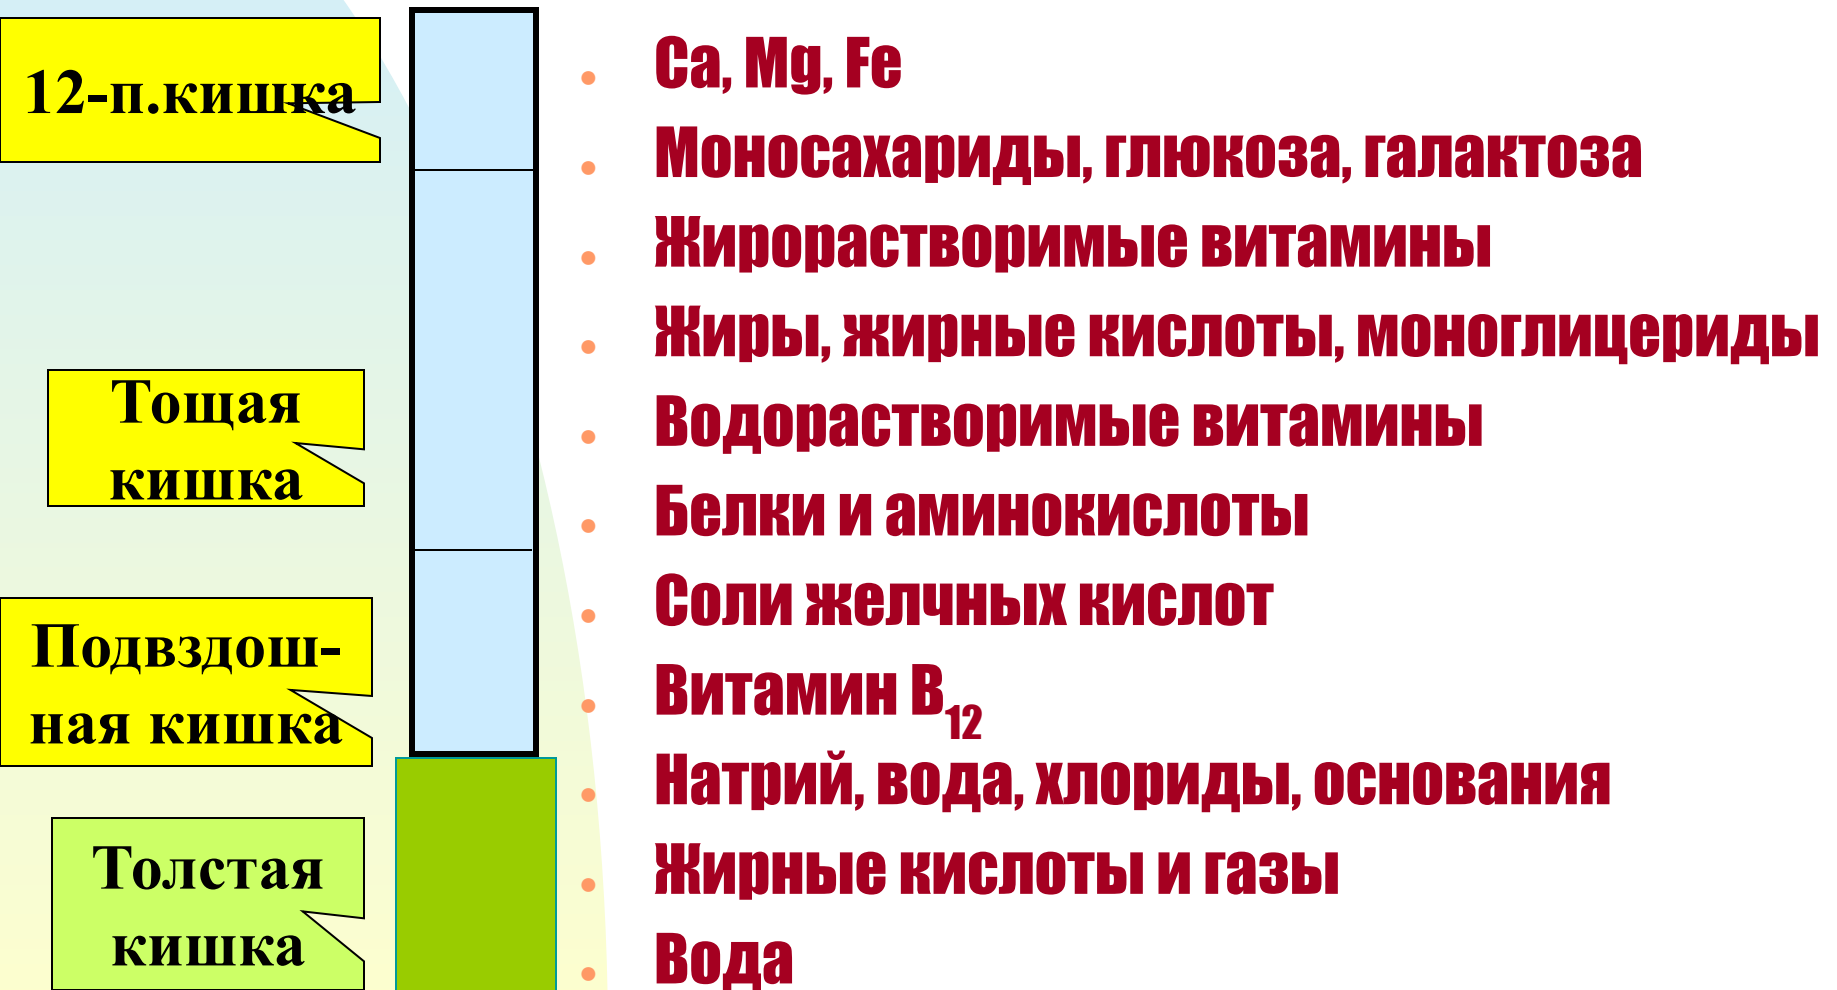 12-п.кишка
Тощая
кишка
Подвздош-
ная кишка
Толстая
кишка
Ca, Mg, Fe
Моносахариды, глюкоза, галактоза
Жирорастворимые витамины
Жиры, жирные кислоты, моноглицериды
Водорастворимые витамины
Белки и аминокислоты
Соли желчных кислот
Витамин В12
Натрий, вода, хлориды, основания
Жирные кислоты и газы
Вода